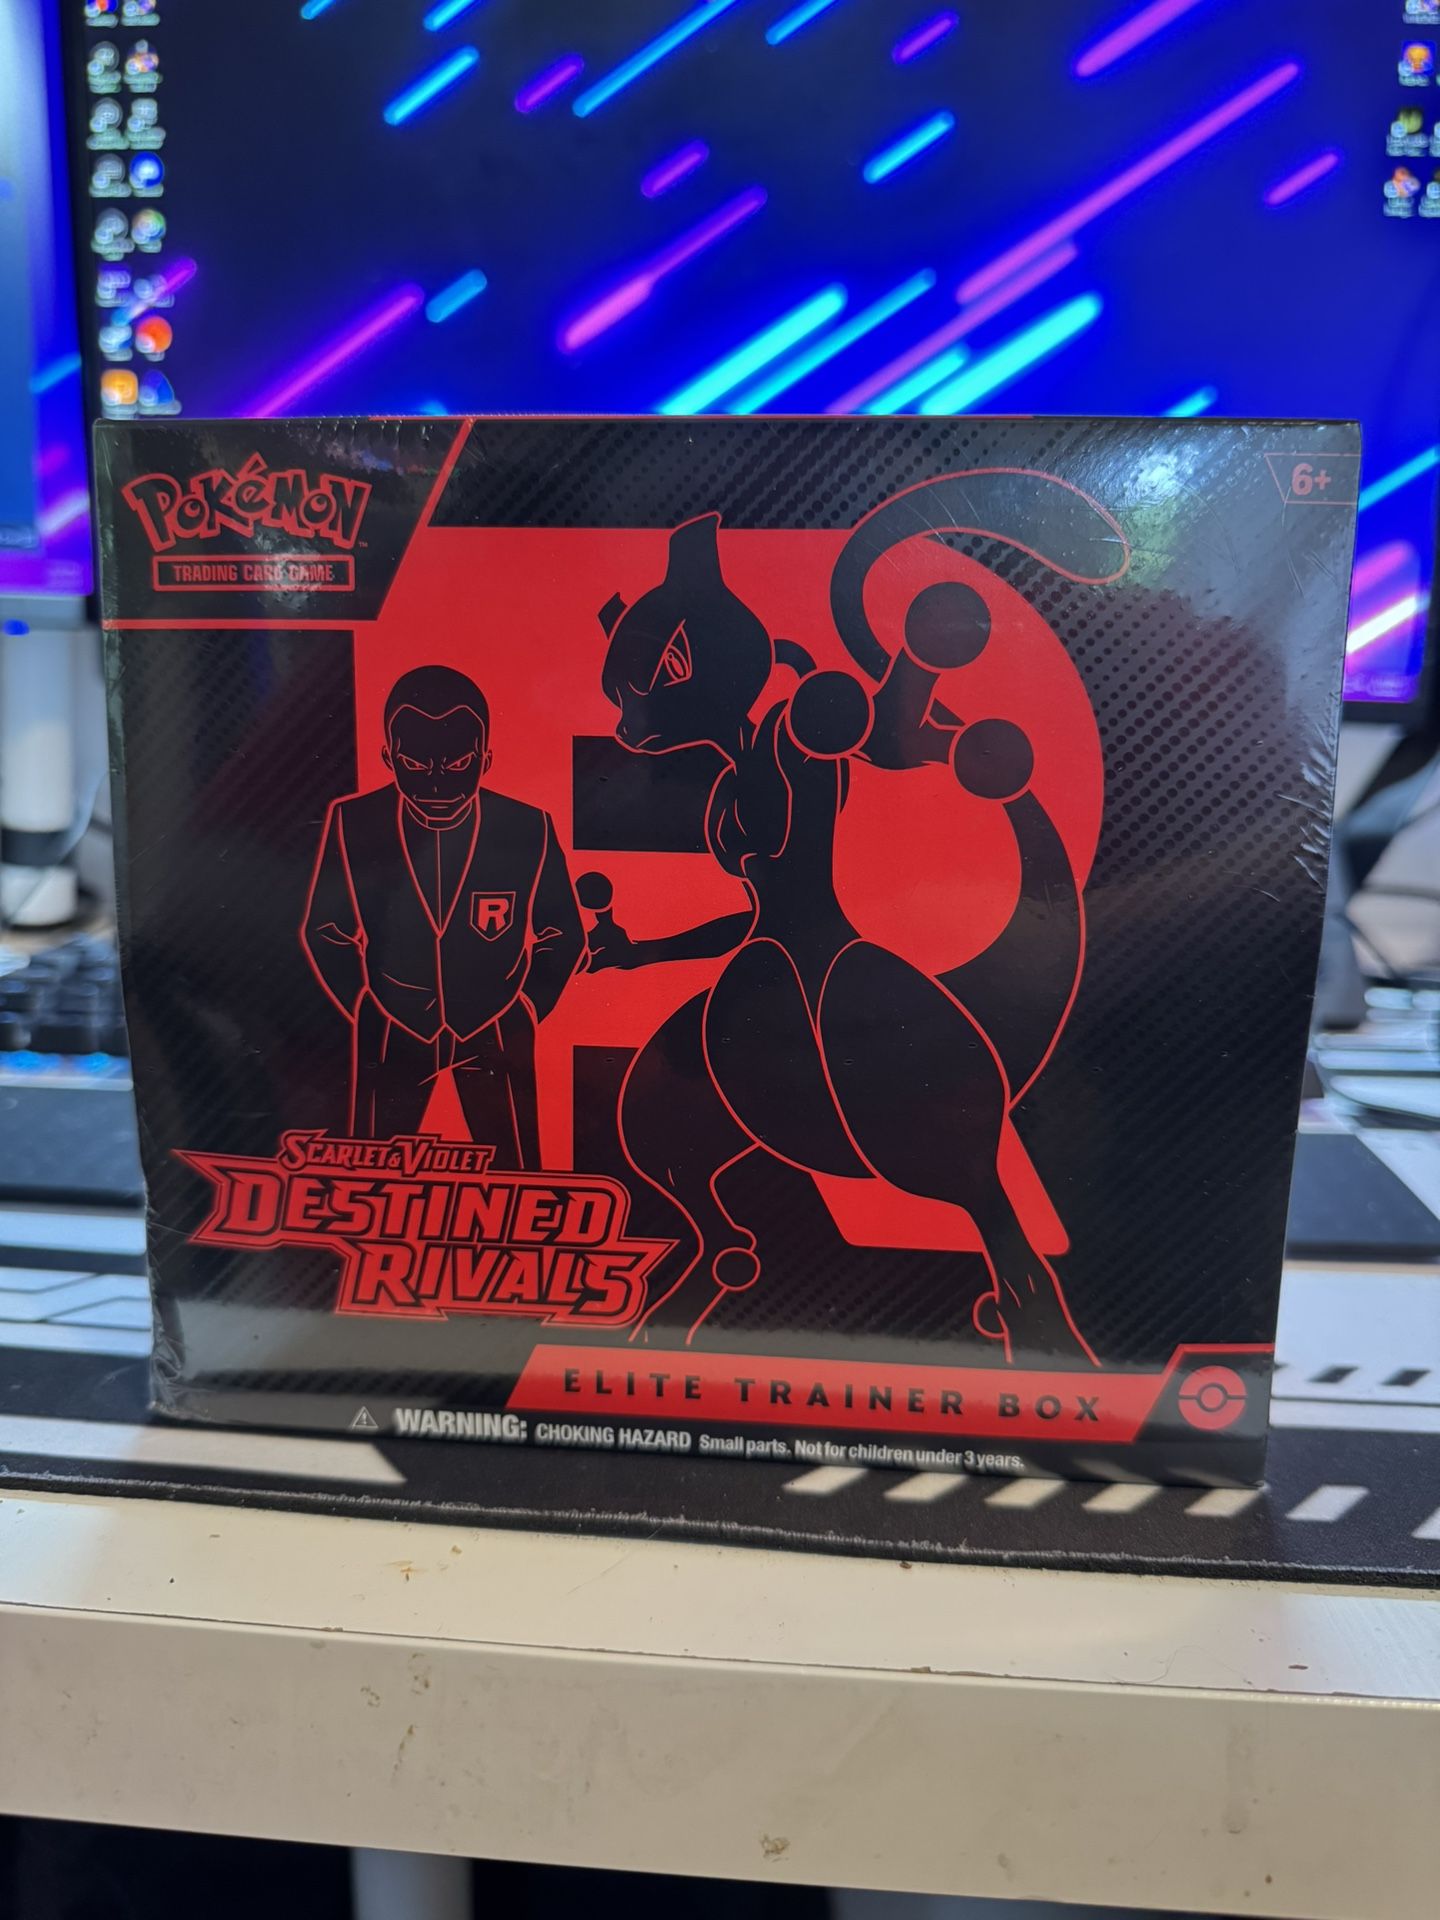 POKéMON
TM
TRADING CARD GAME
6+
R
SCARLET & VIOLET
DESTINED
RIVALS
ELITE TRAINER BOX
WARNING: CHOKING HAZARD Small parts. Not for children under 3 years.